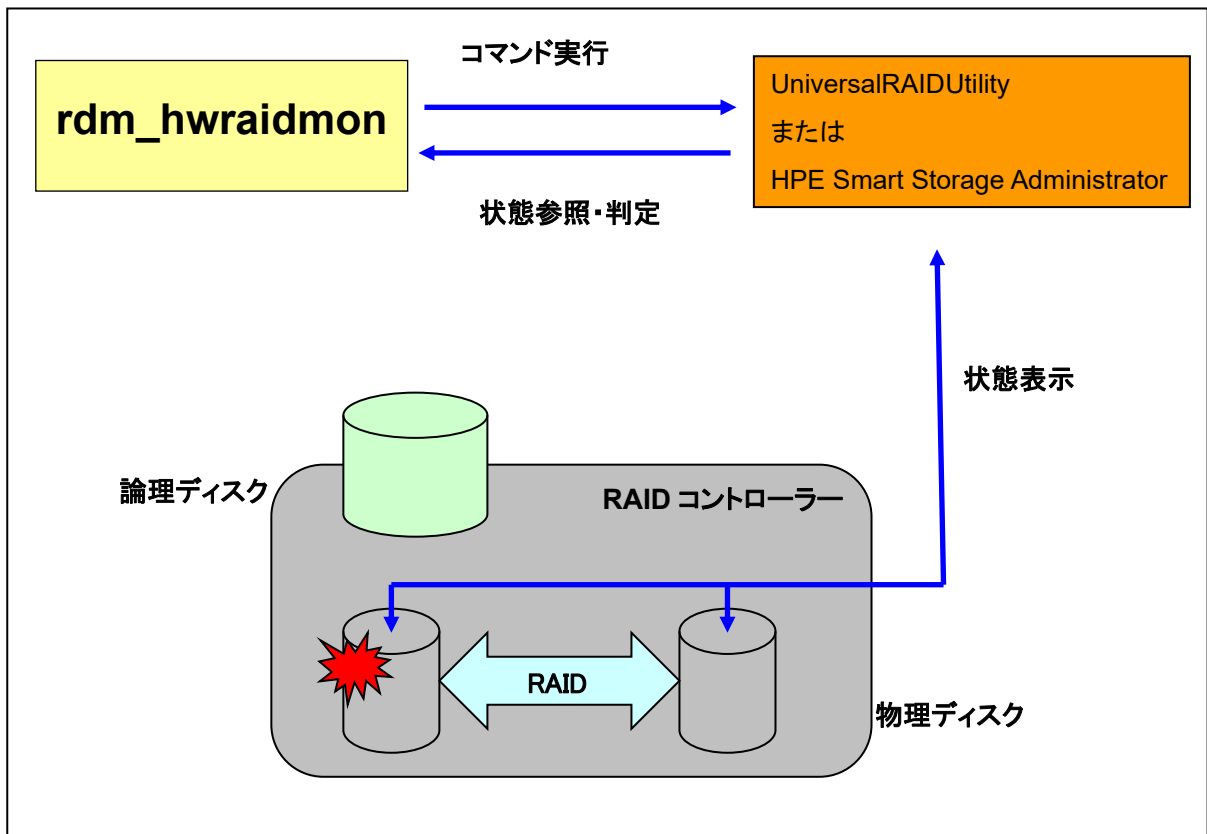 コマンド実行
rdm_hwraidmon
UniversalRAIDUtility
または
HPE Smart Storage Administrator
状態参照・判定
状態表示
論理ディスク
RAID コントローラー
RAID
物理ディスク